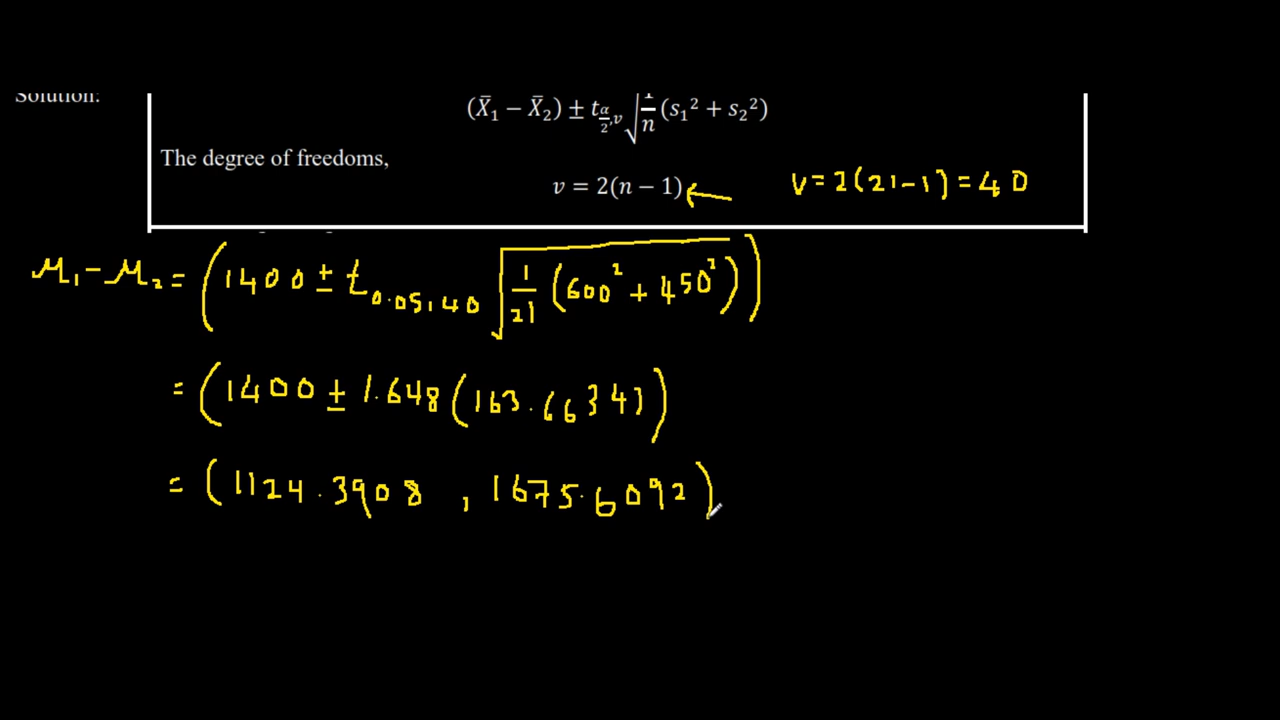 Solution:
(X̄₁ − X̄₂) ± t_{α/2,v} √(1/n (s₁² + s₂²))
The degree of freedoms,
v = 2(n − 1)
v = 2(21-1) = 40
μ₁ - μ₂ = (1400 ± t_{0.05,40} √(1/21 (600² + 450²)))
= (1400 ± 1.648 (163.66343)
= (1124.3908 , 1675.6092)